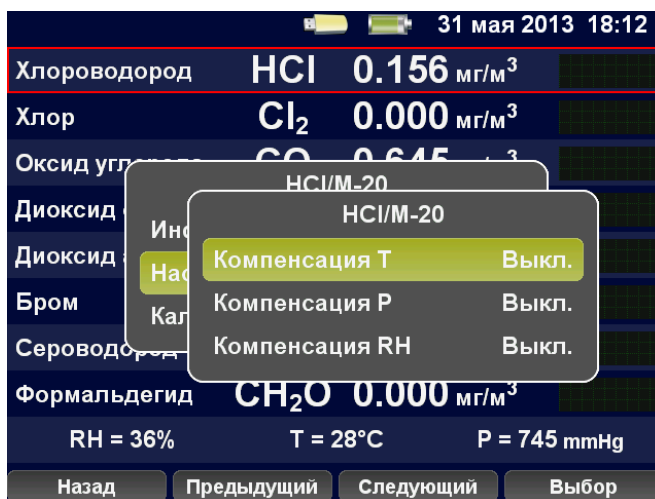 31 мая 2013 18:12
Хлороводород HCl 0.156 мг/м³
Хлор Cl₂ 0.000 мг/м³
Оксид
Диоксид
Диоксид
Бром
Формальдегид CH₂O 0.000 мг/м³
HCl/M-20
HCl/M-20
Компенсация T Выкл.
Компенсация P Выкл.
Компенсация RH Выкл.
RH = 36% T = 28°C P = 745 mmHg
Назад Предыдущий Следующий Выбор